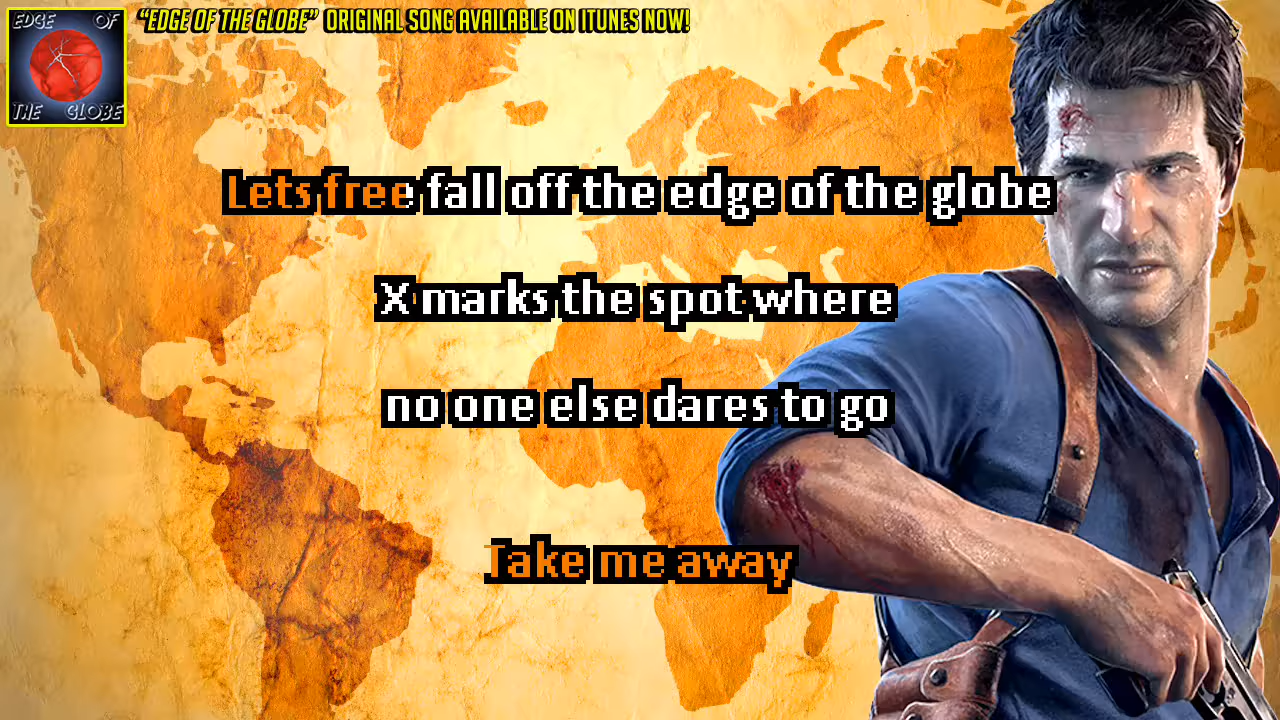 EDGE OF
THE GLOBE
"EDGE OF THE GLOBE" ORIGINAL SONG AVAILABLE ON ITUNES NOW!
Lets free fall off the edge of the globe
X marks the spot where
no one else dares to go
Take me away